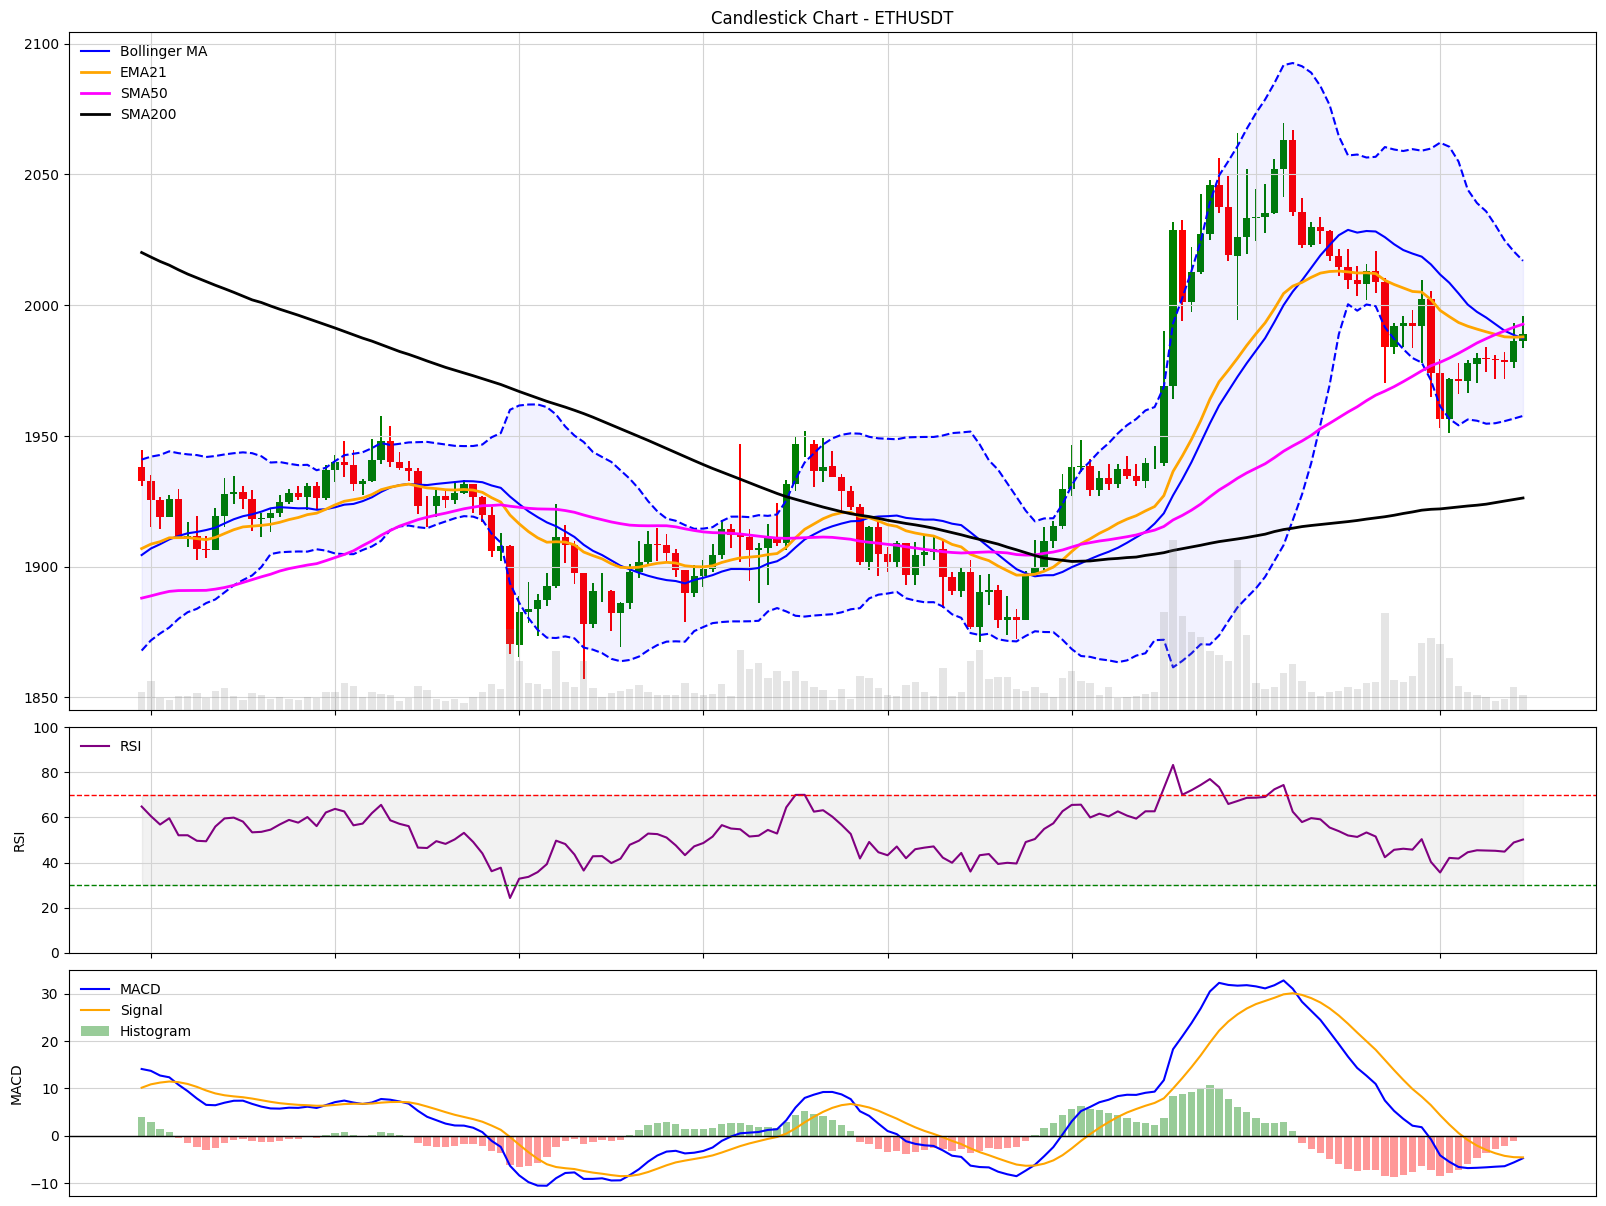 Candlestick Chart - ETHUSDT
2100
2050
2000
1950
1900
1850
Bollinger MA
EMA21
SMA50
SMA200
100
80
60
40
20
0
RSI
RSI
30
20
10
0
−10
MACD
MACD
Signal
Histogram